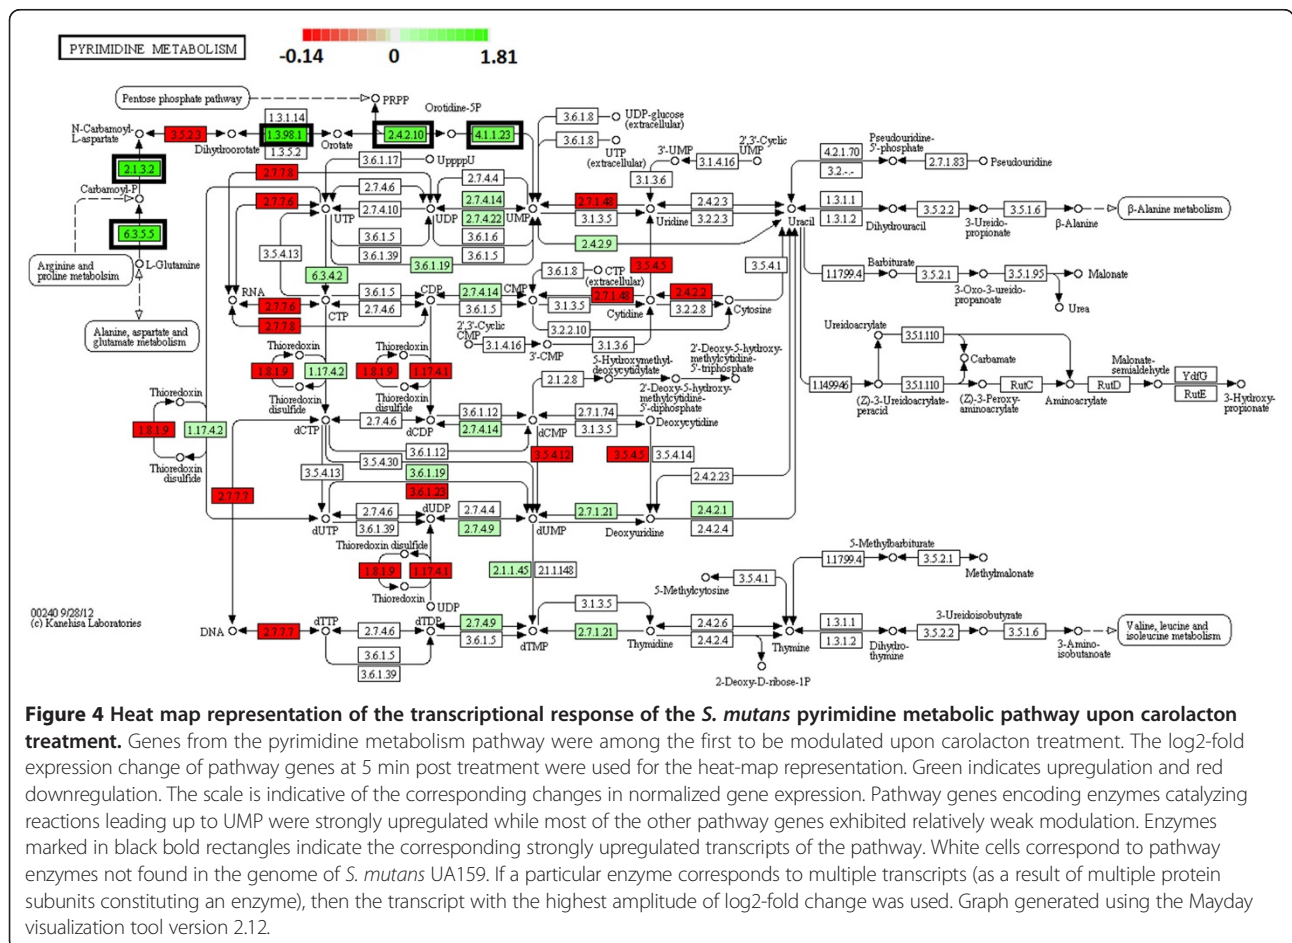 PYRIMIDINE METABOLISM
-0.14 0 1.81
Pentose phosphate pathway
PRPP
Orotidine-5P
3.6.1.8
UDP-glucose
(extracellular)
N-Carbamoyl-
L-aspartate
1.3.1.14
3.5.2.3
1.3.98.1
2.4.2.10
4.1.1.23
Dihydroorotate
1.3.5.2
Orotate
3.6.1.8
UTP
(extracellular)
2',3'-Cyclic
UMP
3'-UMP
3.1.4.16
4.2.1.70
3.2.-.-
Pseudouridine-
5'-phosphate
2.7.1.83
Pseudouridine
3.6.1.17
UppppU
2.1.3.2
2.7.7.8
2.7.4.4
3.1.3.6
Carbamoyl-P
2.7.4.6
2.7.4.14
2.7.1.48
2.4.2.3
1.3.1.1
2.7.7.6
UTP
2.7.4.10
UDP
2.7.4.22
UMP
3.1.3.5
Uridine
3.2.2.3
Uracil
1.3.1.2
Dihydrouracil
3.5.2.2
3-Ureido-
propionate
3.5.1.6
β-Alanine
β-Alanine metabolism
6.3.5.5
3.6.1.5
3.6.1.6
2.4.2.9
3.6.1.39
3.6.1.5
Arginine and
proline metabolsim
L-Glutamine
3.5.4.13
3.6.1.19
6.3.4.2
3.6.1.8
CTP
(extracellular)
3.5.4.5
3.5.4.1
1.1.99.4
Barbiturate
3.5.2.1
3-Oxo-3-ureido-
propanoate
3.5.1.95
Malonate
Urea
RNA
2.7.7.6
CTP
3.6.1.5
2.7.4.6
CDP
2.7.4.14
3.6.1.5
CMP
2.7.1.48
3.1.3.5
Cytidine
2.4.2.2
3.2.2.8
Cytosine
2.7.7.8
3.2.2.10
2',3'-Cyclic
CMP
3.1.4.16
3'-CMP
3.1.3.6
Alanine, aspartate and
glutamate metabolism
Ureidoacrylate
3.5.1.110
Carbamate
Malonate-
semialdehyde
1.14.99.46
(Z)-3-Ureidoacrylate-
peracid
3.5.1.110
(Z)-3-Peroxy-
aminoacrylate
RutC
Aminoacrylate
RutD
YdfG
RutE
3-Hydroxy-
propionate
Thioredoxin
1.8.1.9
1.17.4.2
Thioredoxin
disulfide
Thioredoxin
1.8.1.9
1.17.4.1
Thioredoxin
disulfide
5-Hydroxymethyl-
deoxycytidylate
2.1.2.8
2'-Deoxy-5-hydroxy-
methylcytidine-
5'-triphosphate
2'-Deoxy-5-hydroxy-
methylcytidine-
5'-diphosphate
Thioredoxin
1.8.1.9
1.17.4.2
Thioredoxin
disulfide
dCTP
2.7.4.6
dCDP
3.6.1.12
2.7.4.14
dCMP
2.7.1.74
3.1.3.5
Deoxycytidine
3.6.1.12
3.5.4.12
3.5.4.5
3.5.4.14
3.5.4.13
3.5.4.30
3.6.1.19
3.6.1.23
2.4.2.23
2.7.7.7
dUTP
2.7.4.6
3.6.1.39
dUDP
2.7.4.4
2.7.4.9
dUMP
2.7.1.21
Deoxyuridine
2.4.2.1
2.4.2.4
Thioredoxin disulfide
1.8.1.9
1.17.4.1
Thioredoxin
UDP
2.1.1.45
2.1.1.148
5-Methylcytosine
3.5.4.1
1.1.99.4
5-Methylbarbiturate
3.5.2.1
Methylmalonate
00240 9/28/12
(c) Kanehisa Laboratories
DNA
2.7.7.7
dTTP
2.7.4.6
dTDP
2.7.4.9
3.6.1.5
dTMP
3.1.3.5
2.7.1.21
Thymidine
2.4.2.6
2.4.2.4
Thymine
1.3.1.1
1.3.1.2
Dihydro-
thymine
3.5.2.2
3-Ureidoisobutyrate
3.5.1.6
3-Amino-
isobutanoate
Valine, leucine and
isoleucine metabolism
3.6.1.5
3.6.1.39
2-Deoxy-D-ribose-1P
Figure 4 Heat map representation of the transcriptional response of the S. mutans pyrimidine metabolic pathway upon carolacton
treatment. Genes from the pyrimidine metabolism pathway were among the first to be modulated upon carolacton treatment. The log2-fold
expression change of pathway genes at 5 min post treatment were used for the heat-map representation. Green indicates upregulation and red
downregulation. The scale is indicative of the corresponding changes in normalized gene expression. Pathway genes encoding enzymes catalyzing
reactions leading up to UMP were strongly upregulated while most of the other pathway genes exhibited relatively weak modulation. Enzymes
marked in black bold rectangles indicate the corresponding strongly upregulated transcripts of the pathway. White cells correspond to pathway
enzymes not found in the genome of S. mutans UA159. If a particular enzyme corresponds to multiple transcripts (as a result of multiple protein
subunits constituting an enzyme), then the transcript with the highest amplitude of log2-fold change was used. Graph generated using the Mayday
visualization tool version 2.12.